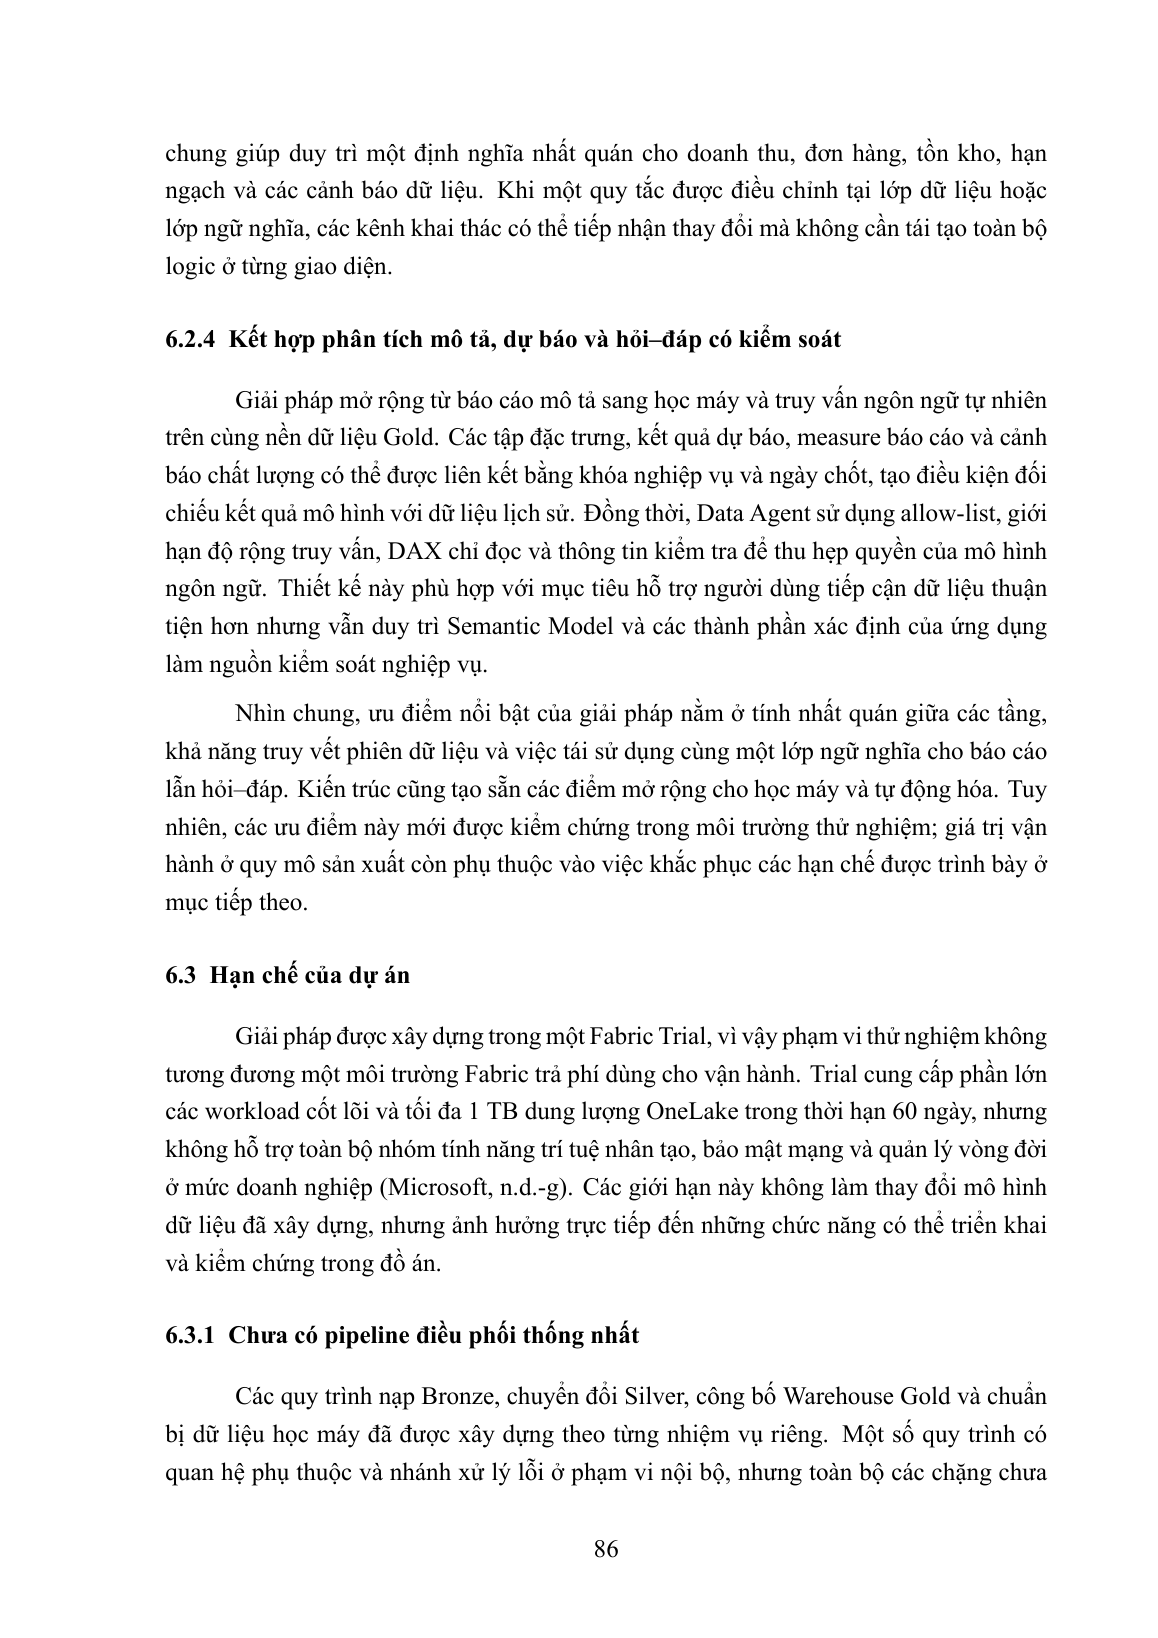 chung giúp duy trì một định nghĩa nhất quán cho doanh thu, đơn hàng, tồn kho, hạn
ngạch và các cảnh báo dữ liệu. Khi một quy tắc được điều chỉnh tại lớp dữ liệu hoặc
lớp ngữ nghĩa, các kênh khai thác có thể tiếp nhận thay đổi mà không cần tái tạo toàn bộ
logic ở từng giao diện.
6.2.4 Kết hợp phân tích mô tả, dự báo và hỏi–đáp có kiểm soát
Giải pháp mở rộng từ báo cáo mô tả sang học máy và truy vấn ngôn ngữ tự nhiên
trên cùng nền dữ liệu Gold. Các tập đặc trưng, kết quả dự báo, measure báo cáo và cảnh
báo chất lượng có thể được liên kết bằng khóa nghiệp vụ và ngày chốt, tạo điều kiện đối
chiếu kết quả mô hình với dữ liệu lịch sử. Đồng thời, Data Agent sử dụng allow-list, giới
hạn độ rộng truy vấn, DAX chỉ đọc và thông tin kiểm tra để thu hẹp quyền của mô hình
ngôn ngữ. Thiết kế này phù hợp với mục tiêu hỗ trợ người dùng tiếp cận dữ liệu thuận
tiện hơn nhưng vẫn duy trì Semantic Model và các thành phần xác định của ứng dụng
làm nguồn kiểm soát nghiệp vụ.
Nhìn chung, ưu điểm nổi bật của giải pháp nằm ở tính nhất quán giữa các tầng,
khả năng truy vết phiên dữ liệu và việc tái sử dụng cùng một lớp ngữ nghĩa cho báo cáo
lẫn hỏi–đáp. Kiến trúc cũng tạo sẵn các điểm mở rộng cho học máy và tự động hóa. Tuy
nhiên, các ưu điểm này mới được kiểm chứng trong môi trường thử nghiệm; giá trị vận
hành ở quy mô sản xuất còn phụ thuộc vào việc khắc phục các hạn chế được trình bày ở
mục tiếp theo.
6.3 Hạn chế của dự án
Giải pháp được xây dựng trong một Fabric Trial, vì vậy phạm vi thử nghiệm không
tương đương một môi trường Fabric trả phí dùng cho vận hành. Trial cung cấp phần lớn
các workload cốt lõi và tối đa 1 TB dung lượng OneLake trong thời hạn 60 ngày, nhưng
không hỗ trợ toàn bộ nhóm tính năng trí tuệ nhân tạo, bảo mật mạng và quản lý vòng đời
ở mức doanh nghiệp (Microsoft, n.d.-g). Các giới hạn này không làm thay đổi mô hình
dữ liệu đã xây dựng, nhưng ảnh hưởng trực tiếp đến những chức năng có thể triển khai
và kiểm chứng trong đồ án.
6.3.1 Chưa có pipeline điều phối thống nhất
Các quy trình nạp Bronze, chuyển đổi Silver, công bố Warehouse Gold và chuẩn
bị dữ liệu học máy đã được xây dựng theo từng nhiệm vụ riêng. Một số quy trình có
quan hệ phụ thuộc và nhánh xử lý lỗi ở phạm vi nội bộ, nhưng toàn bộ các chặng chưa
86